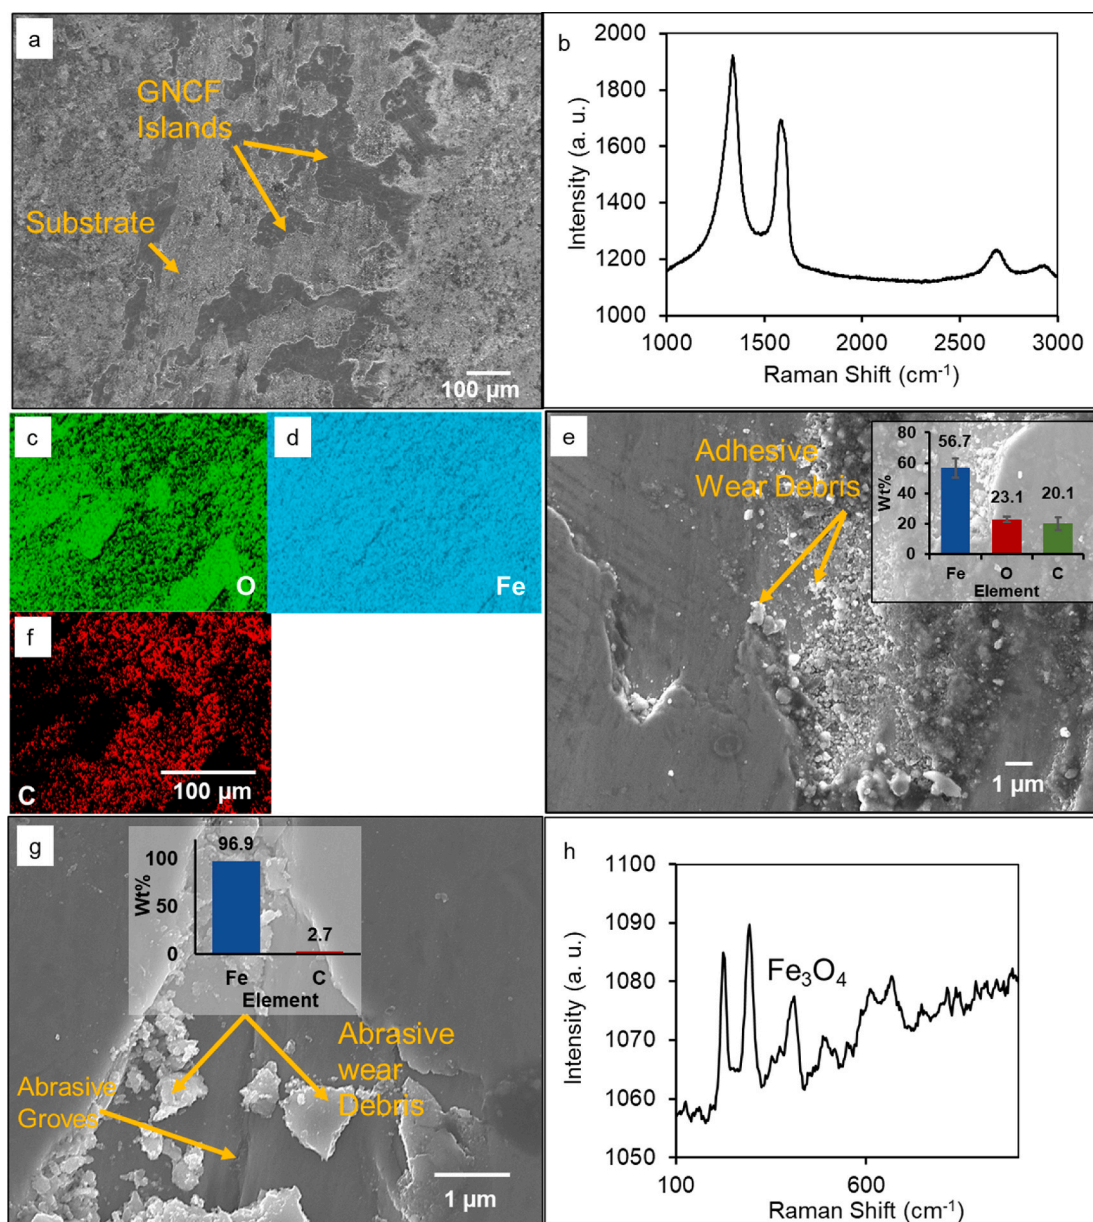 a
GNCF
Islands
Substrate
100 µm
b
2000
1800
1600
1400
1200
1000
Intensity (a. u.)
1000 1500 2000 2500 3000
Raman Shift (cm-1)
c
O
d
Fe
f
C
100 µm
e
Adhesive
Wear Debris
80
60
40
20
0
Wt%
56.7
23.1
20.1
Fe O C
Element
1 µm
g
100
50
0
Wt%
96.9
2.7
Fe C
Element
Abrasive
Groves
Abrasive
wear
Debris
1 µm
h
1100
1090
1080
1070
1060
1050
Intensity (a. u.)
Fe3O4
100 600
Raman Shift (cm-1)